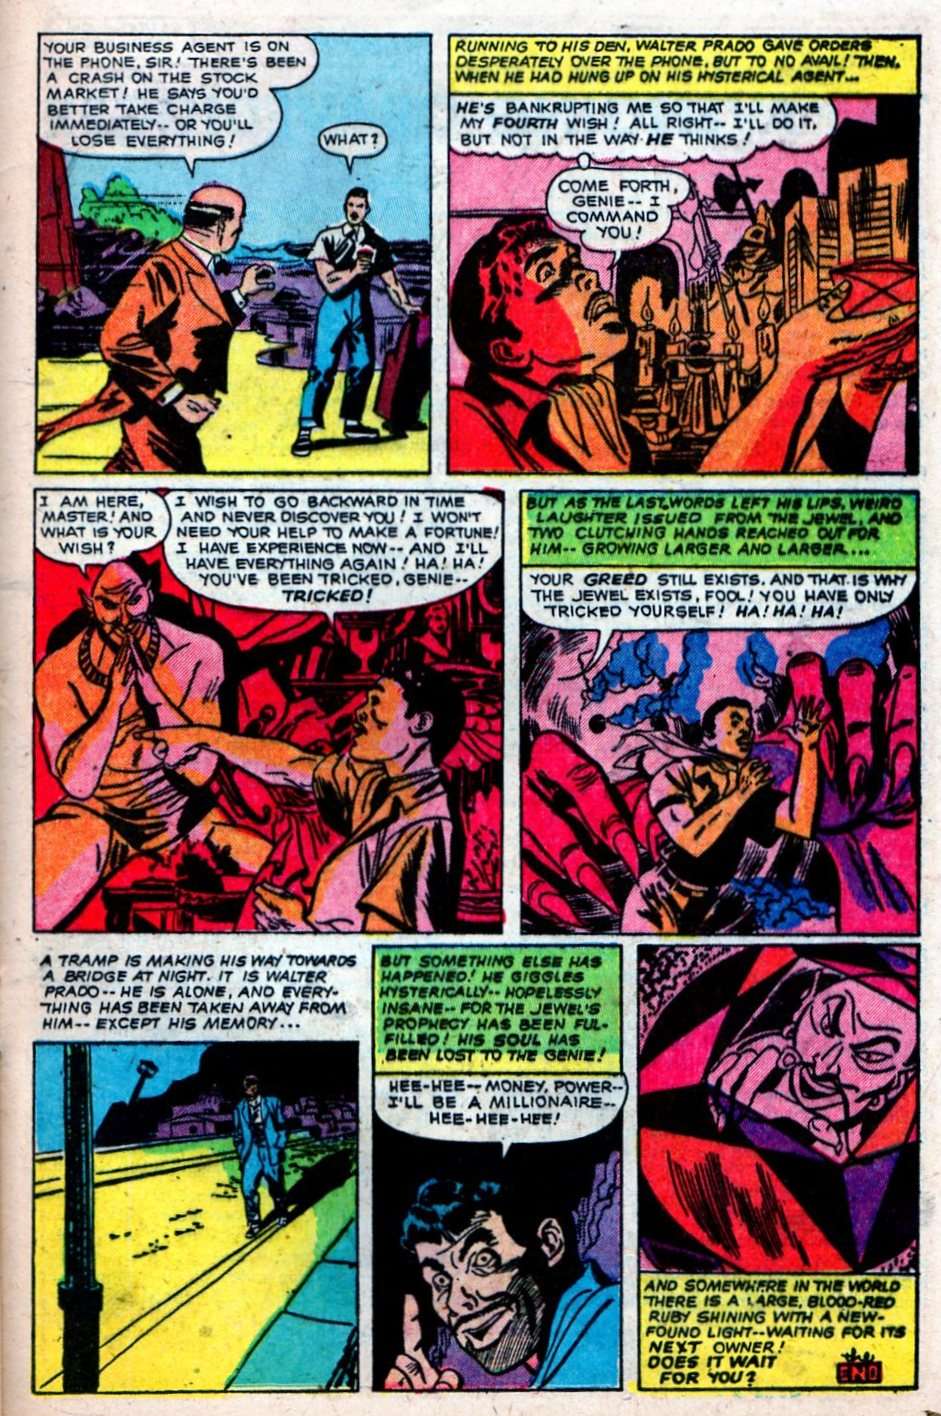 YOUR BUSINESS AGENT IS ON
THE PHONE, SIR! THERE'S BEEN
A CRASH ON THE STOCK
MARKET! HE SAYS YOU'D
BETTER TAKE CHARGE
IMMEDIATELY-- OR YOU'LL
LOSE EVERYTHING!
WHAT?
RUNNING TO HIS DEN, WALTER PRADO GAVE ORDERS
DESPERATELY OVER THE PHONE, BUT TO NO AVAIL! THEN,
WHEN HE HAD HUNG UP ON HIS HYSTERICAL AGENT...
HE'S BANKRUPTING ME SO THAT I'LL MAKE
MY FOURTH WISH! ALL RIGHT-- I'LL DO IT,
BUT NOT IN THE WAY HE THINKS!
COME FORTH,
GENIE-- I
COMMAND
YOU!
I AM HERE,
MASTER! AND
WHAT IS YOUR
WISH?
I WISH TO GO BACKWARD IN TIME
AND NEVER DISCOVER YOU! I WON'T
NEED YOUR HELP TO MAKE A FORTUNE!
I HAVE EXPERIENCE NOW-- AND I'LL
HAVE EVERYTHING AGAIN! HA! HA!
YOU'VE BEEN TRICKED, GENIE--
TRICKED!
BUT AS THE LAST WORDS LEFT HIS LIPS, WEIRD
LAUGHTER ISSUED FROM THE JEWEL, AND
TWO CLUTCHING HANDS REACHED OUT FOR
HIM-- GROWING LARGER AND LARGER...
YOUR GREED STILL EXISTS. AND THAT IS WHY
THE JEWEL EXISTS, FOOL! YOU HAVE ONLY
TRICKED YOURSELF! HA! HA! HA!
A TRAMP IS MAKING HIS WAY TOWARDS
A BRIDGE AT NIGHT. IT IS WALTER
PRADO-- HE IS ALONE, AND EVERY-
THING HAS BEEN TAKEN AWAY FROM
HIM-- EXCEPT HIS MEMORY...
BUT SOMETHING ELSE HAS
HAPPENED! HE GIGGLES
HYSTERICALLY-- HOPELESSLY
INSANE-- FOR THE JEWEL'S
PROPHECY HAS BEEN FUL-
FILLED! HIS SOUL HAS
BEEN LOST TO THE GENIE!
HEE-HEE-- MONEY, POWER--
I'LL BE A MILLIONAIRE--
HEE-HEE-HEE!
AND SOMEWHERE IN THE WORLD
THERE IS A LARGE, BLOOD-RED
RUBY SHINING WITH A NEW-
FOUND LIGHT--WAITING FOR ITS
NEXT OWNER!
DOES IT WAIT
FOR YOU?
END